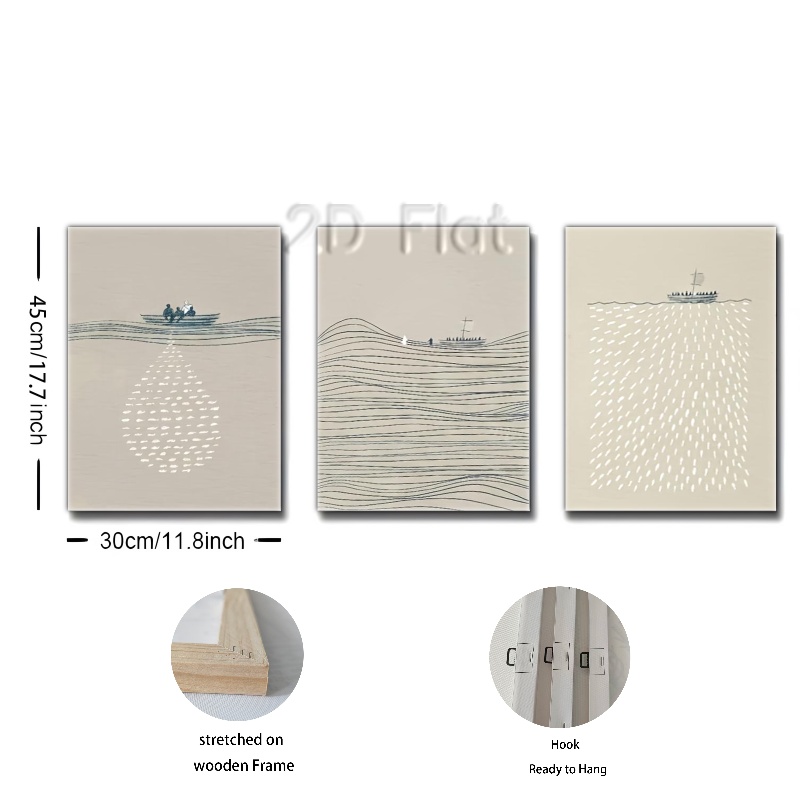 2D Flat
45cm/17.7inch
30cm/11.8inch
stretched on
wooden Frame
Hook
Ready to Hang